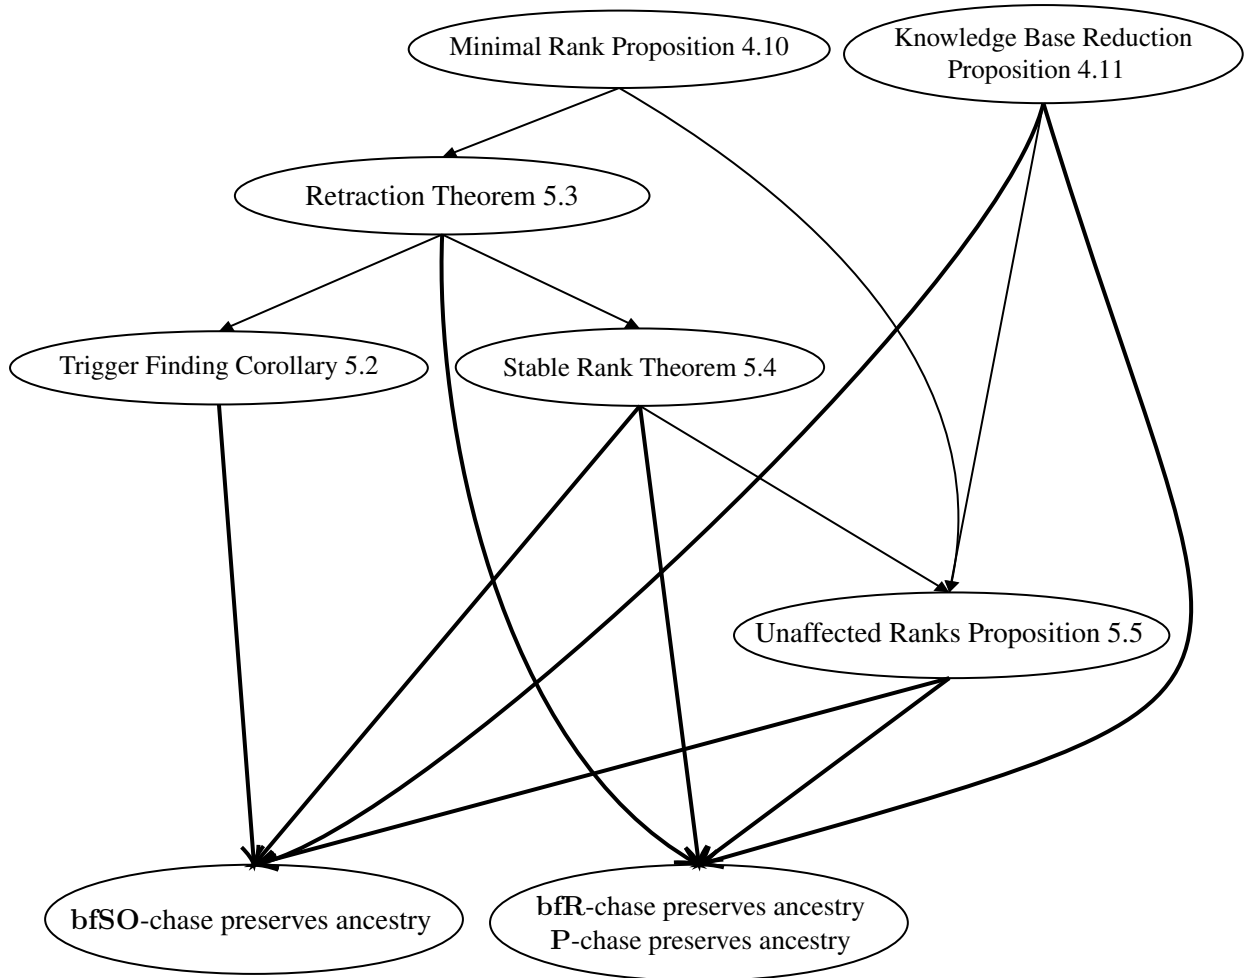 Minimal Rank Proposition 4.10
Knowledge Base Reduction
Proposition 4.11
Retraction Theorem 5.3
Trigger Finding Corollary 5.2
Stable Rank Theorem 5.4
Unaffected Ranks Proposition 5.5
bfSO-chase preserves ancestry
bfR-chase preserves ancestry
P-chase preserves ancestry